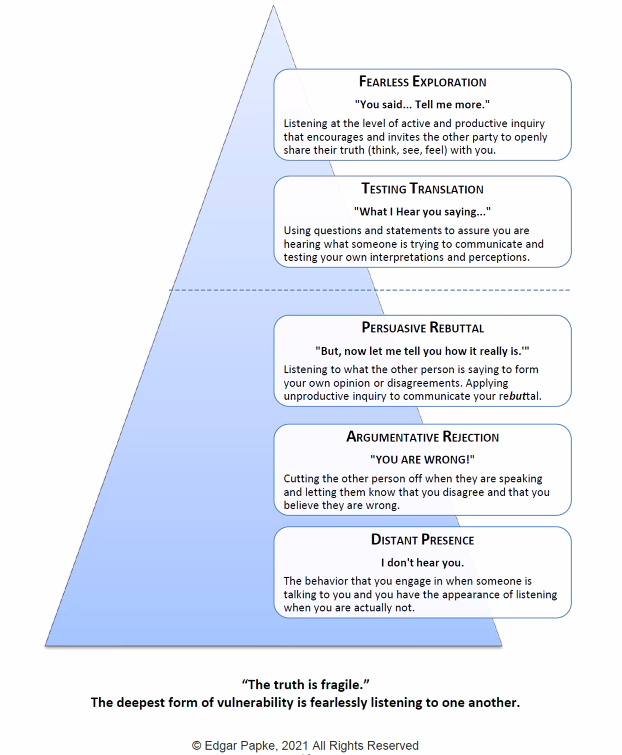 FEARLESS EXPLORATION
"You said... Tell me more."
Listening at the level of active and productive inquiry
that encourages and invites the other party to openly
share their truth (think, see, feel) with you.
TESTING TRANSLATION
"What I Hear you saying..."
Using questions and statements to assure you are
hearing what someone is trying to communicate and
testing your own interpretations and perceptions.
PERSUASIVE REBUTTAL
"But, now let me tell you how it really is.'"
Listening to what the other person is saying to form
your own opinion or disagreements. Applying
unproductive inquiry to communicate your rebuttal.
ARGUMENTATIVE REJECTION
"YOU ARE WRONG!"
Cutting the other person off when they are speaking
and letting them know that you disagree and that you
believe they are wrong.
DISTANT PRESENCE
I don't hear you.
The behavior that you engage in when someone is
talking to you and you have the appearance of listening
when you are actually not.
“The truth is fragile.”
The deepest form of vulnerability is fearlessly listening to one another.
© Edgar Papke, 2021 All Rights Reserved